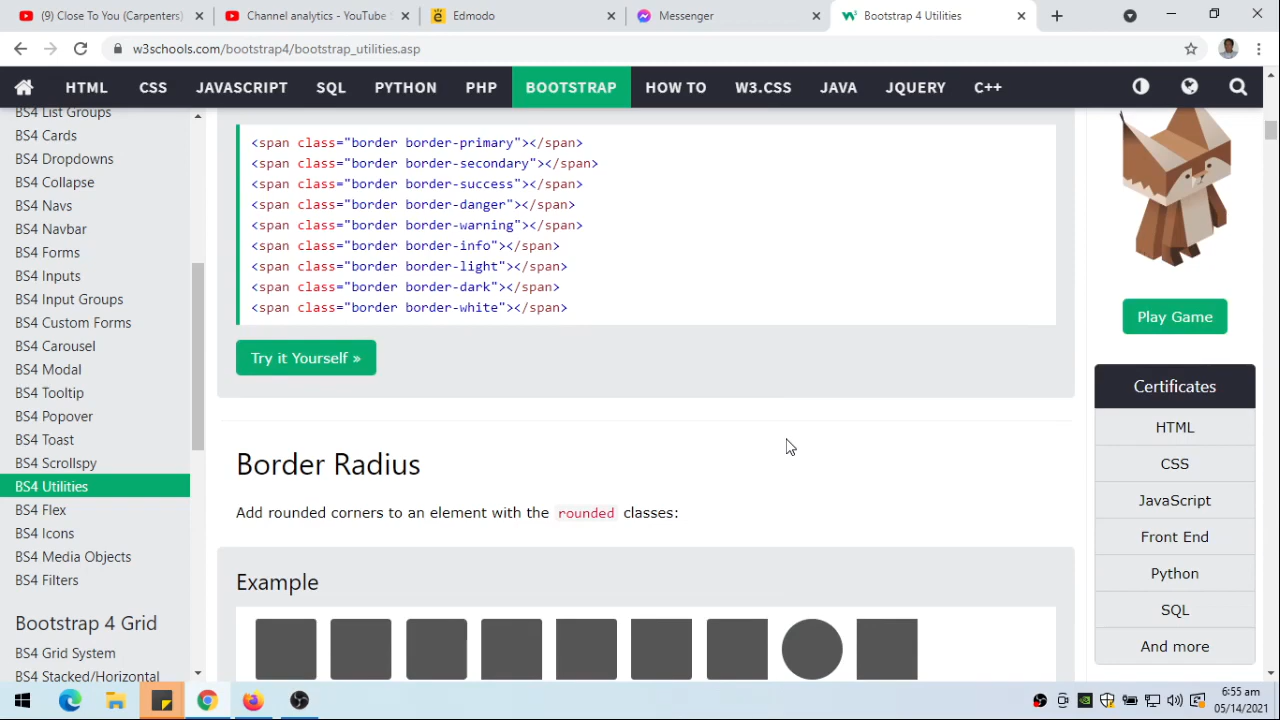 (9) Close To You (Carpenters)
Channel analytics - YouTube
Edmodo
Messenger
Bootstrap 4 Utilities
w3schools.com/bootstrap4/bootstrap_utilities.asp
HTML CSS JAVASCRIPT SQL PYTHON PHP BOOTSTRAP HOW TO W3.CSS JAVA JQUERY C++
BS4 List Groups
BS4 Cards
BS4 Dropdowns
BS4 Collapse
BS4 Navs
BS4 Navbar
BS4 Forms
BS4 Inputs
BS4 Input Groups
BS4 Custom Forms
BS4 Carousel
BS4 Modal
BS4 Tooltip
BS4 Popover
BS4 Toast
BS4 Scrollspy
BS4 Utilities
BS4 Flex
BS4 Icons
BS4 Media Objects
BS4 Filters
Bootstrap 4 Grid
BS4 Grid System
BS4 Stacked/Horizontal
<span class="border border-primary"></span>
<span class="border border-secondary"></span>
<span class="border border-success"></span>
<span class="border border-danger"></span>
<span class="border border-warning"></span>
<span class="border border-info"></span>
<span class="border border-light"></span>
<span class="border border-dark"></span>
<span class="border border-white"></span>
Try it Yourself »
Border Radius
Add rounded corners to an element with the rounded classes:
Example
Play Game
Certificates
HTML
CSS
JavaScript
Front End
Python
SQL
And more
6:55 am
05/14/2021